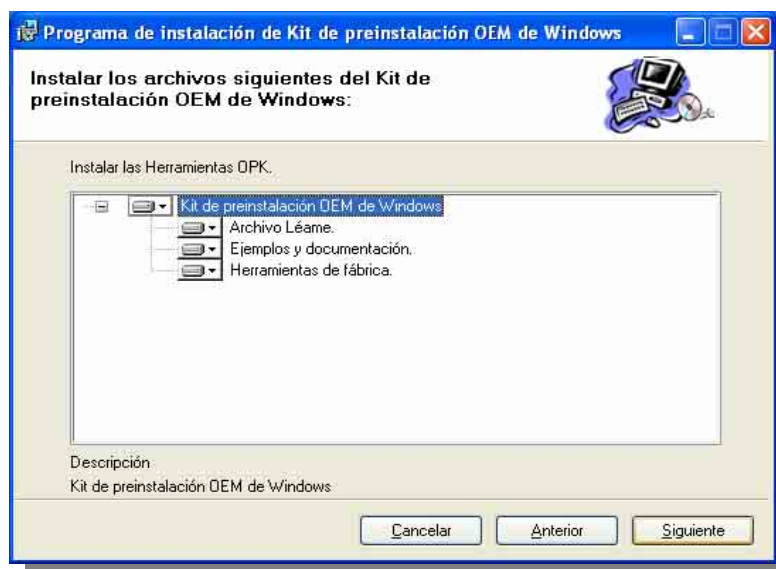 Programa de instalación de Kit de preinstalación OEM de Windows
Instalar los archivos siguientes del Kit de
preinstalación OEM de Windows:
Instalar las Herramientas OPK.
Kit de preinstalación OEM de Windows
Archivo Léame.
Ejemplos y documentación.
Herramientas de fábrica.
Descripción
Kit de preinstalación OEM de Windows
Cancelar Anterior Siguiente